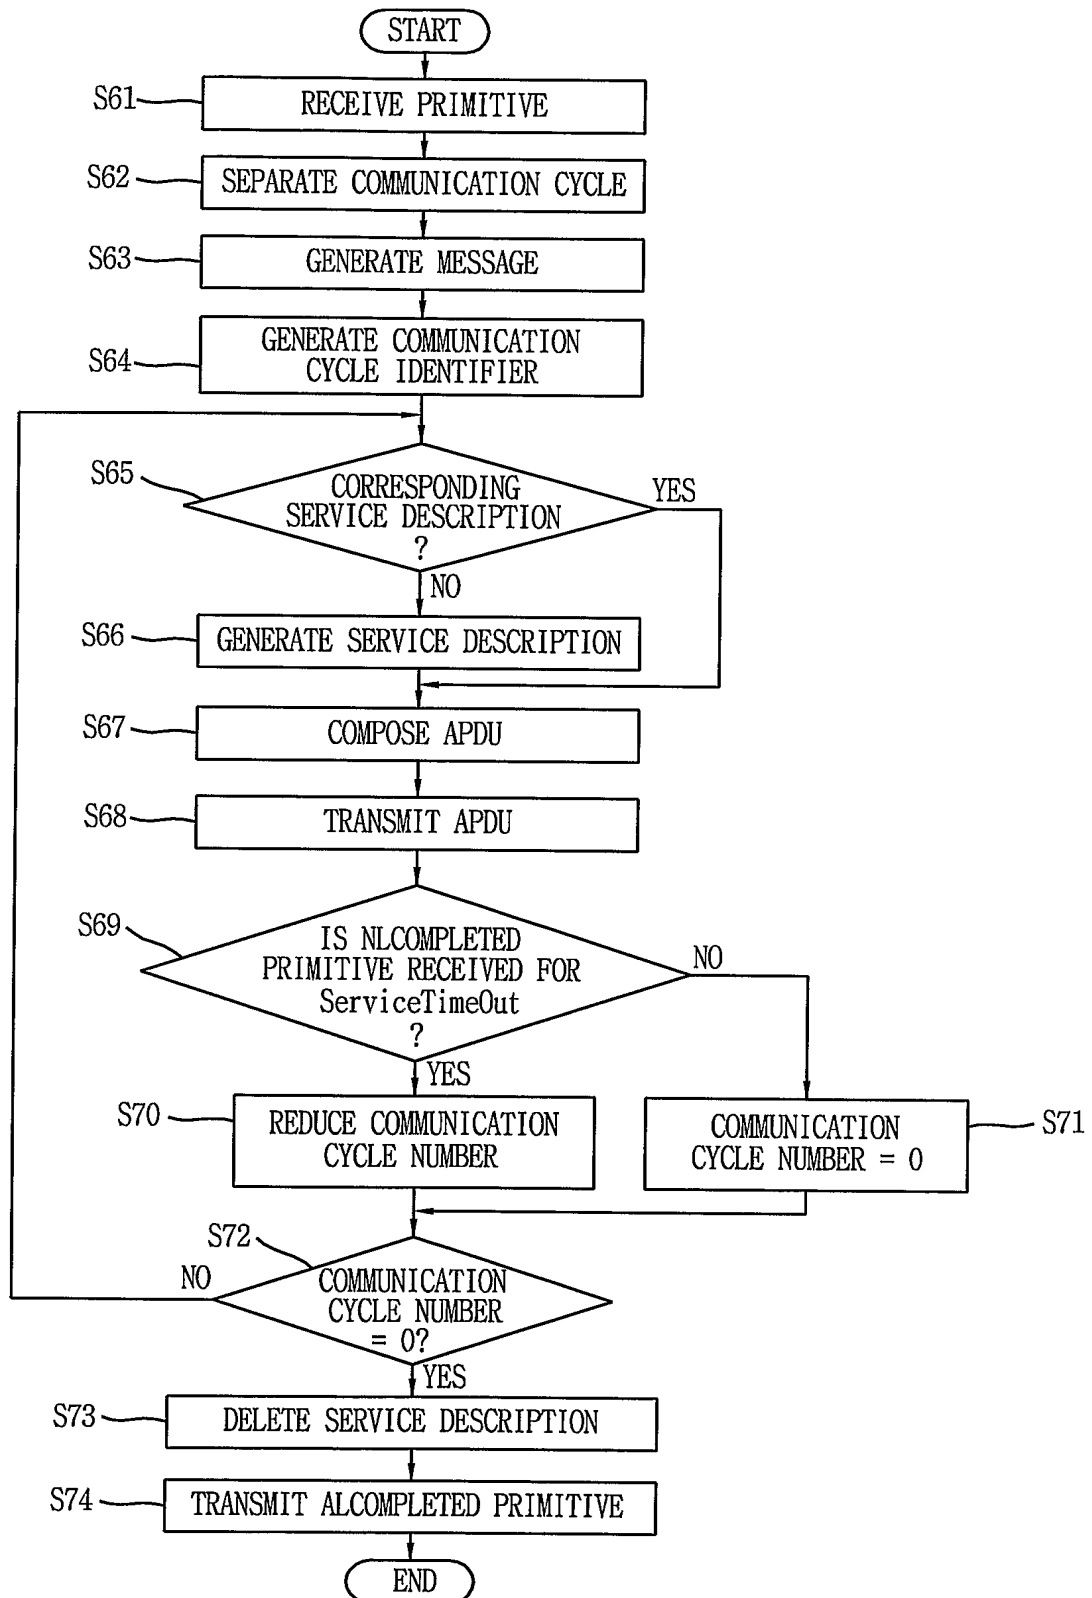 START
S61
RECEIVE PRIMITIVE
S62
SEPARATE COMMUNICATION CYCLE
S63
GENERATE MESSAGE
S64
GENERATE COMMUNICATION
CYCLE IDENTIFIER
S65
CORRESPONDING
SERVICE DESCRIPTION
?
YES
NO
S66
GENERATE SERVICE DESCRIPTION
S67
COMPOSE APDU
S68
TRANSMIT APDU
S69
IS NLCOMPLETED
PRIMITIVE RECEIVED FOR
ServiceTimeOut
?
NO
YES
S70
REDUCE COMMUNICATION
CYCLE NUMBER
COMMUNICATION
CYCLE NUMBER = 0
S71
S72
NO
COMMUNICATION
CYCLE NUMBER
= 0?
YES
S73
DELETE SERVICE DESCRIPTION
S74
TRANSMIT ALCOMPLETED PRIMITIVE
END